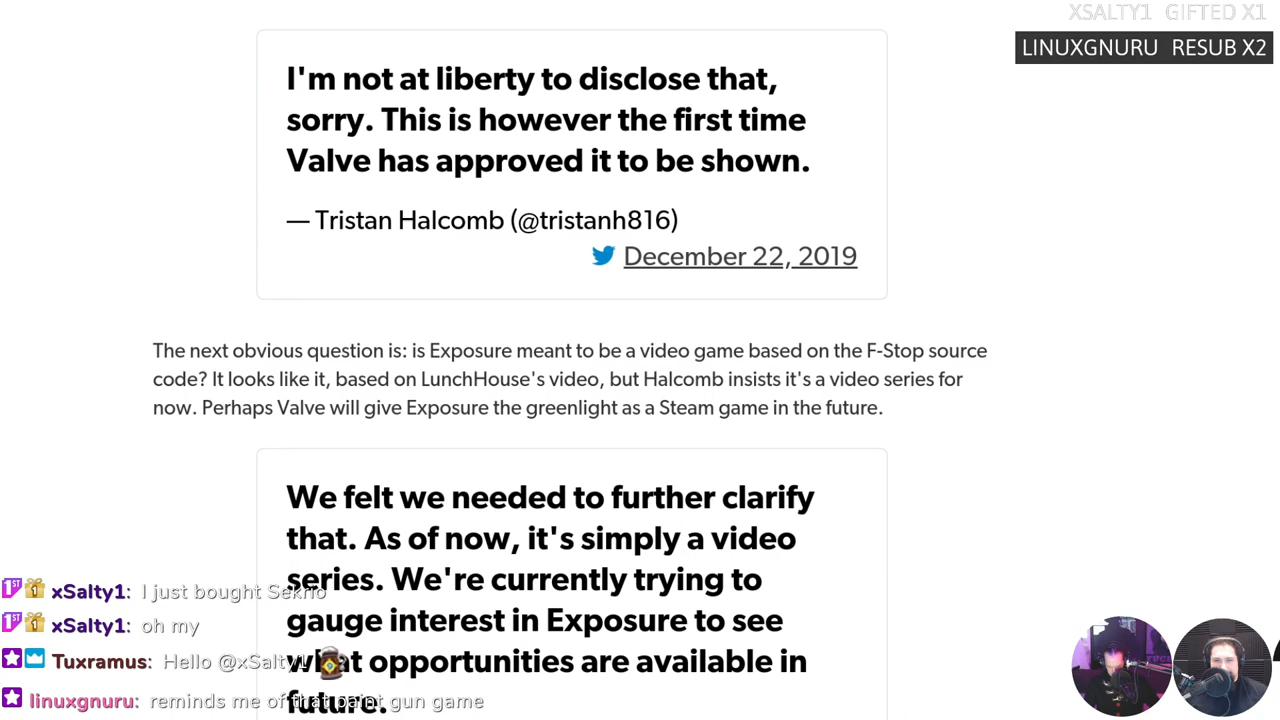 XSALTY1 GIFTED X1
LINUXGNURU RESUB X2
I'm not at liberty to disclose that,
sorry. This is however the first time
Valve has approved it to be shown.
— Tristan Halcomb (@tristanh816)
December 22, 2019
The next obvious question is: is Exposure meant to be a video game based on the F-Stop source
code? It looks like it, based on LunchHouse's video, but Halcomb insists it's a video series for
now. Perhaps Valve will give Exposure the greenlight as a Steam game in the future.
We felt we needed to further clarify
that. As of now, it's simply a video
series. We're currently trying to
gauge interest in Exposure to see
what opportunities are available in
future.
xSalty1: I just bought Sekrio
xSalty1: oh my
Tuxramus: Hello @xSalty1
linuxgnuru: reminds me of that paint gun game